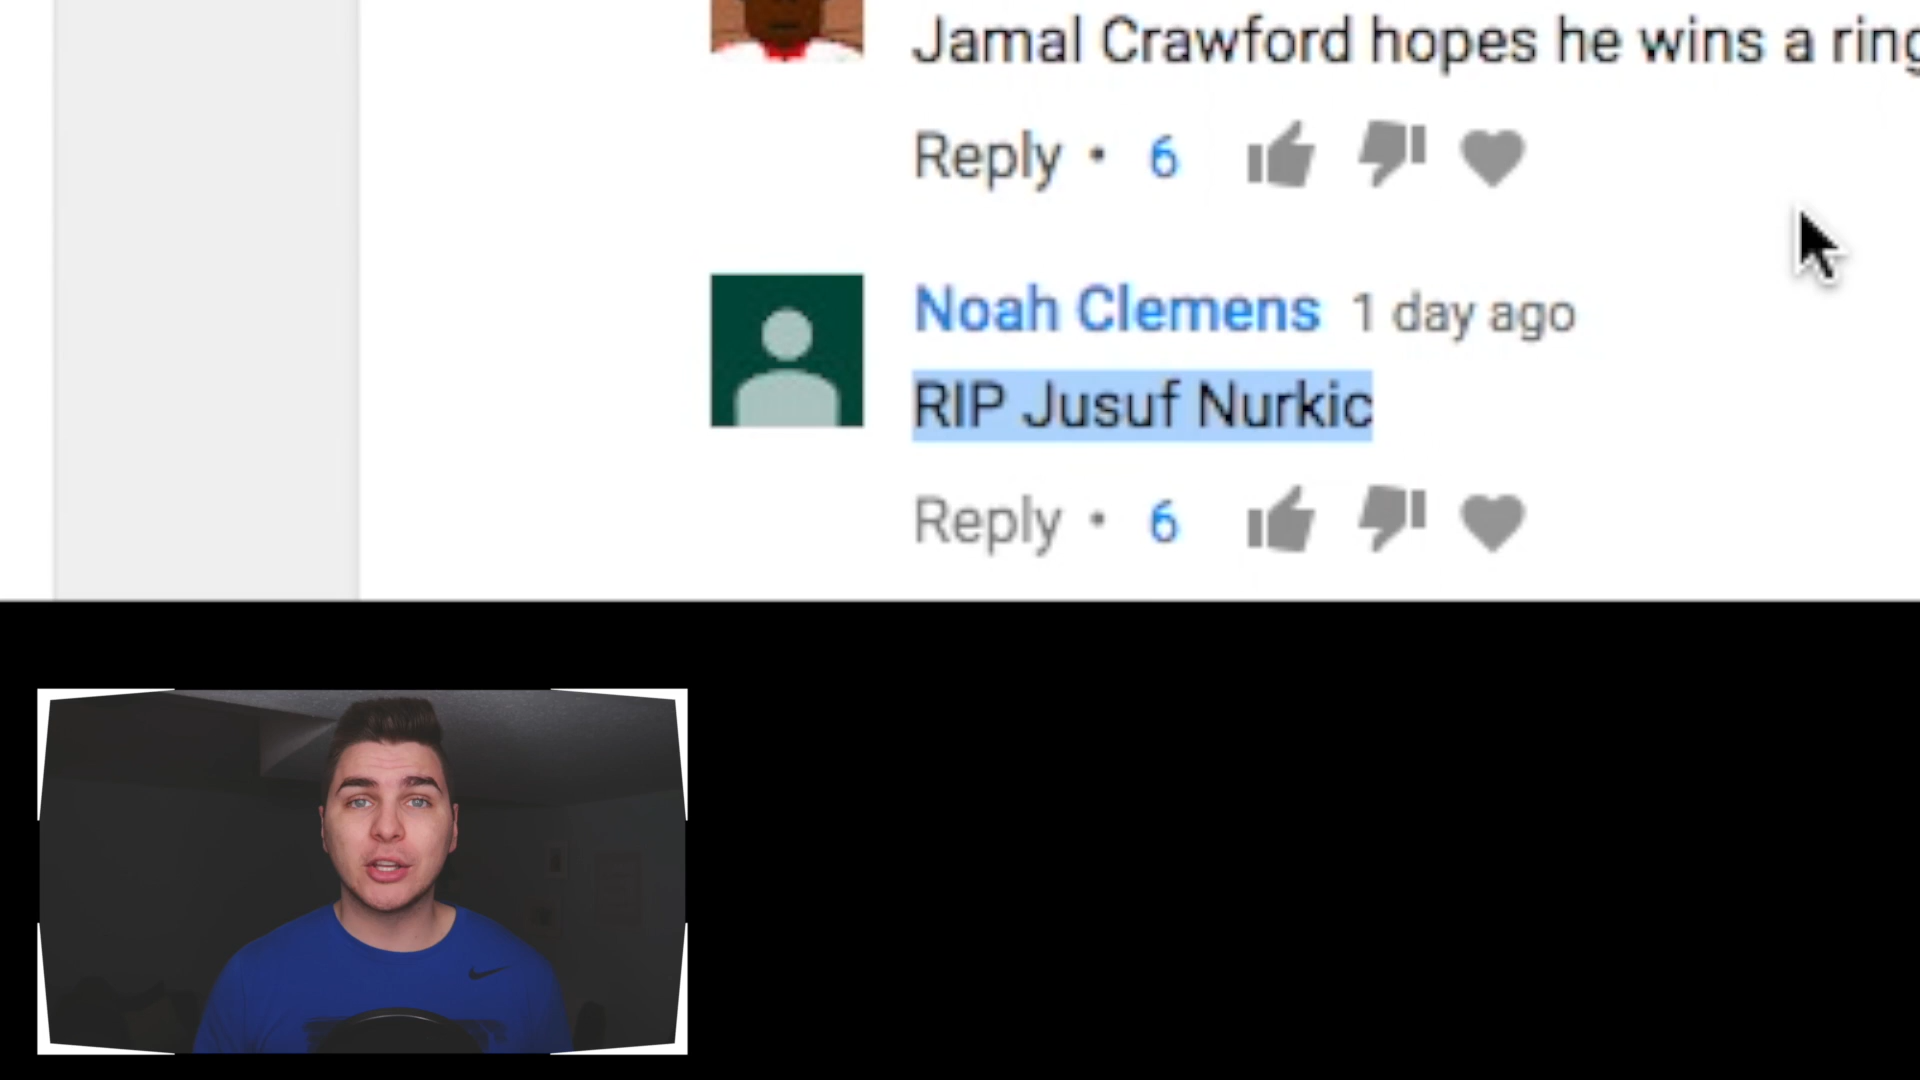 Jamal Crawford hopes he wins a ring
Reply • 6
Noah Clemens 1 day ago
RIP Jusuf Nurkic
Reply • 6